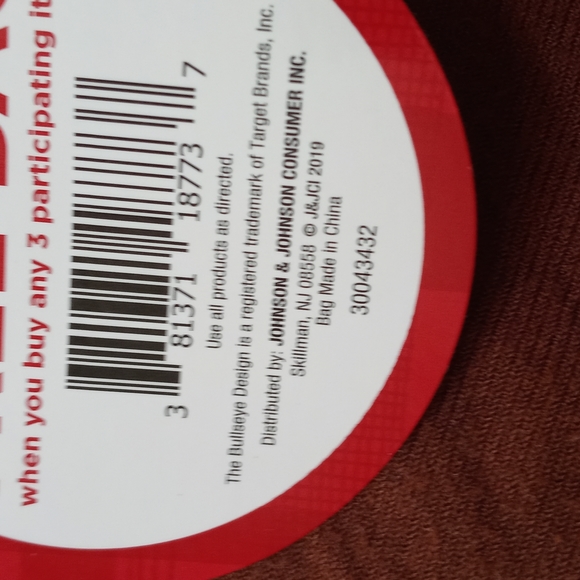 when you buy any 3 participating
3 81371 18773 7
Use all products as directed.
The Bullseye Design is a registered trademark of Target Brands, Inc.
Distributed by: JOHNSON & JOHNSON CONSUMER INC.
Skillman, NJ 08558 © J&JCI 2019
Bag Made in China
30043432